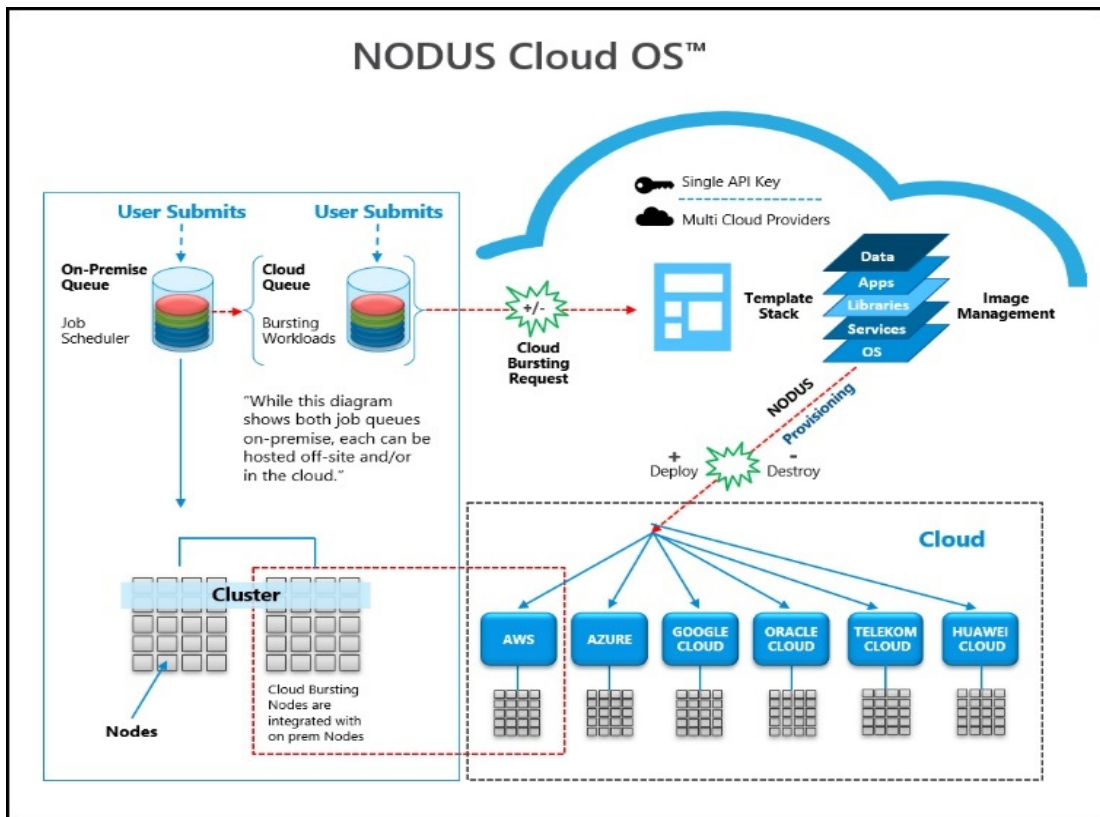 NODUS Cloud OS™
Single API Key
Multi Cloud Providers
User Submits
User Submits
On-Premise
Queue
Job
Scheduler
Cloud
Queue
Bursting
Workloads
+/-
Cloud
Bursting
Request
Template
Stack
Data
Apps
Libraries
Services
OS
Image
Management
"While this diagram
shows both job queues
on-premise, each can be
hosted off-site and/or
in the cloud."
NODUS
Provisioning
+
Deploy
-
Destroy
Cloud
Cluster
Nodes
Cloud Bursting
Nodes are
integrated with
on prem Nodes
AWS
AZURE
GOOGLE
CLOUD
ORACLE
CLOUD
TELEKOM
CLOUD
HUAWEI
CLOUD